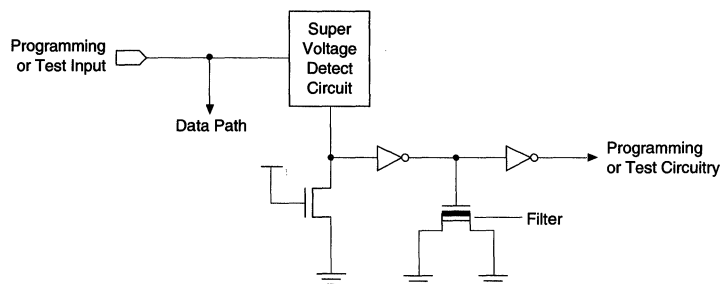 Programming
or Test Input
Super
Voltage
Detect
Circuit
Data Path
Programming
or Test Circuitry
Filter